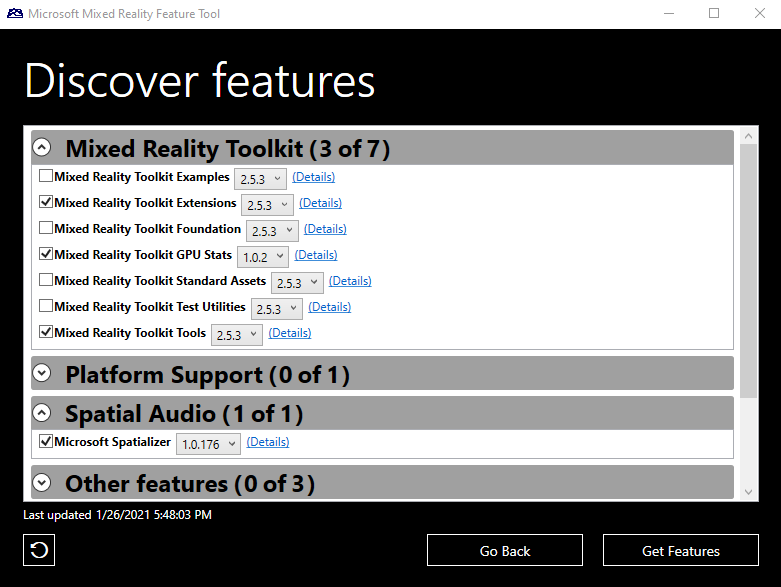 Microsoft Mixed Reality Feature Tool
Discover features
Mixed Reality Toolkit (3 of 7)
Mixed Reality Toolkit Examples 2.5.3 (Details)
Mixed Reality Toolkit Extensions 2.5.3 (Details)
Mixed Reality Toolkit Foundation 2.5.3 (Details)
Mixed Reality Toolkit GPU Stats 1.0.2 (Details)
Mixed Reality Toolkit Standard Assets 2.5.3 (Details)
Mixed Reality Toolkit Test Utilities 2.5.3 (Details)
Mixed Reality Toolkit Tools 2.5.3 (Details)
Platform Support (0 of 1)
Spatial Audio (1 of 1)
Microsoft Spatializer 1.0.176 (Details)
Other features (0 of 3)
Last updated 1/26/2021 5:48:03 PM
Go Back Get Features